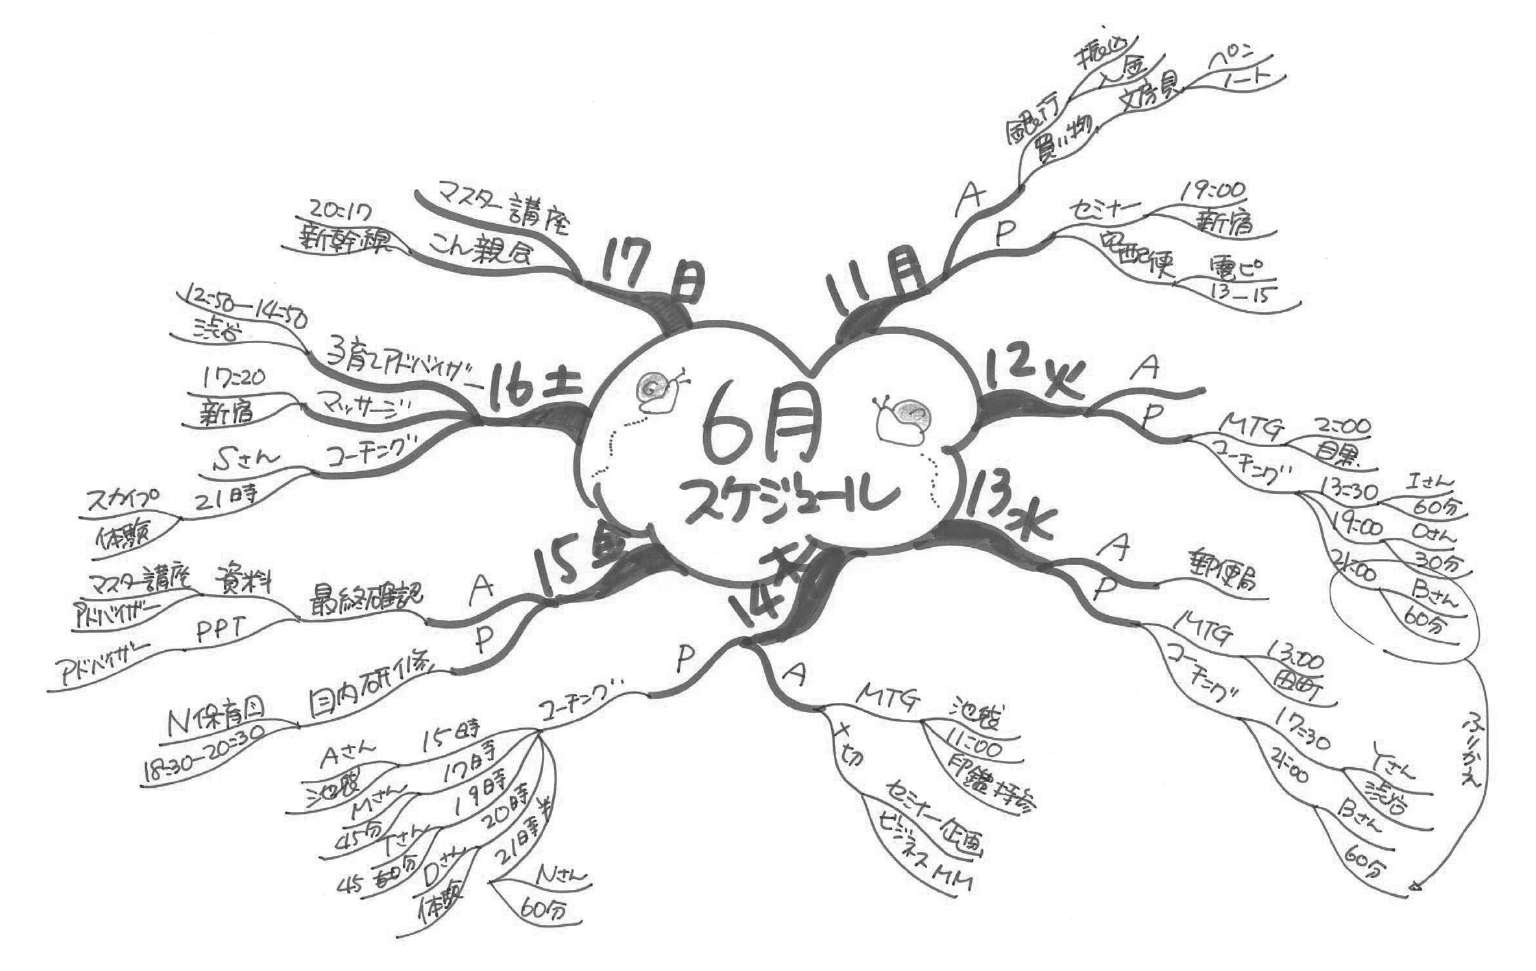 6月
スケジュール
11月
A
銀行
振込
入金
買い物
文房具
ペン
ノート
P
セミナー
19:00
新宿
宅配便
電ピ
13-15
12火
A
P
MTG
2:00
目黒
コーチング
13:30
Iさん
60分
19:00
Oさん
30分
21:00
Bさん
60分
ふりかえ
13水
A
郵便局
P
MTG
13:00
田町
コーチング
17:30
Yさん
渋谷
21:00
Bさん
60分
14木
A
MTG
池袋
11:00
印鑑持参
〆切
セミナー企画
ビジネスMM
P
コーチング
15時
Aさん
池袋
17時
Mさん
45分
19時
Tさん
45分
20時
Dさん
体験
21時半
Nさん
60分
15金
A
最終確認
資料
マスター講座
アドバイザー
PPT
アドバイザー
P
園内研修
N保育園
18:30-20:30
16土
子育てアドバイザー
12:50-14:50
渋谷
マッサージ
17:20
新宿
コーチング
Sさん
21時
スカイプ
体験
17日
マスター講座
こん親会
20:17
新幹線